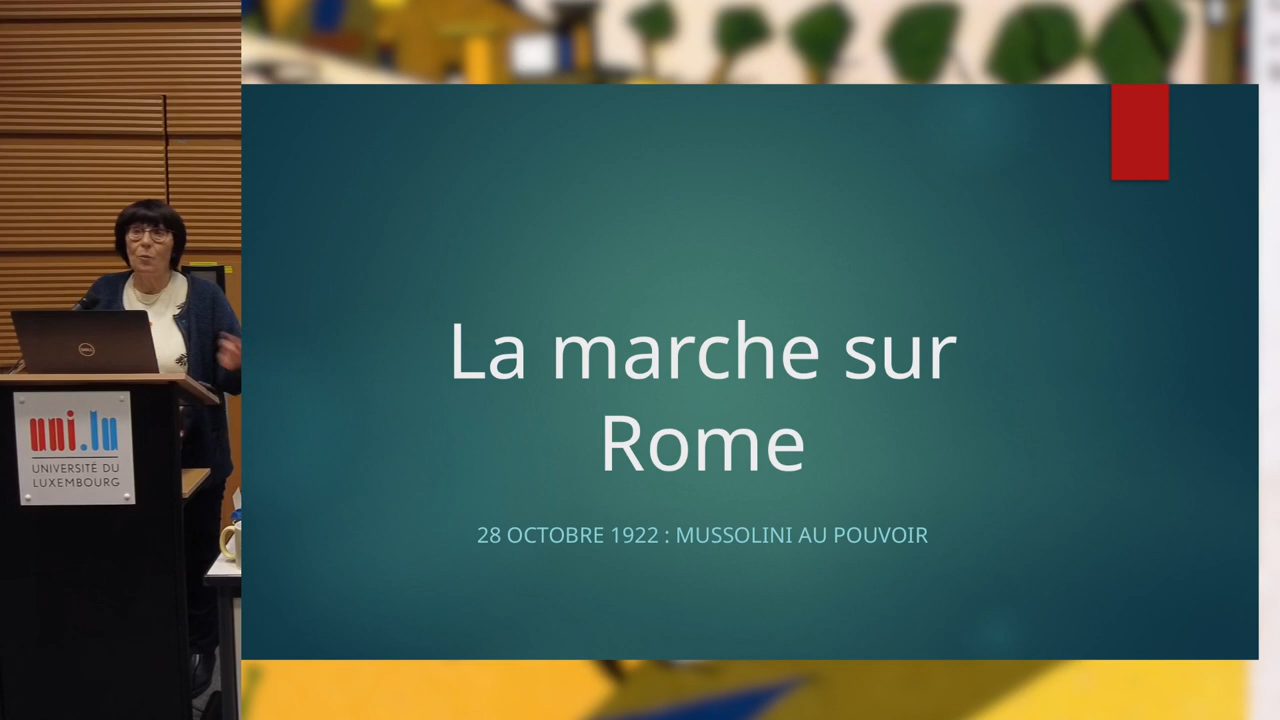 La marche sur
Rome
28 OCTOBRE 1922 : MUSSOLINI AU POUVOIR
uni.lu
UNIVERSITÉ DU
LUXEMBOURG
DELL